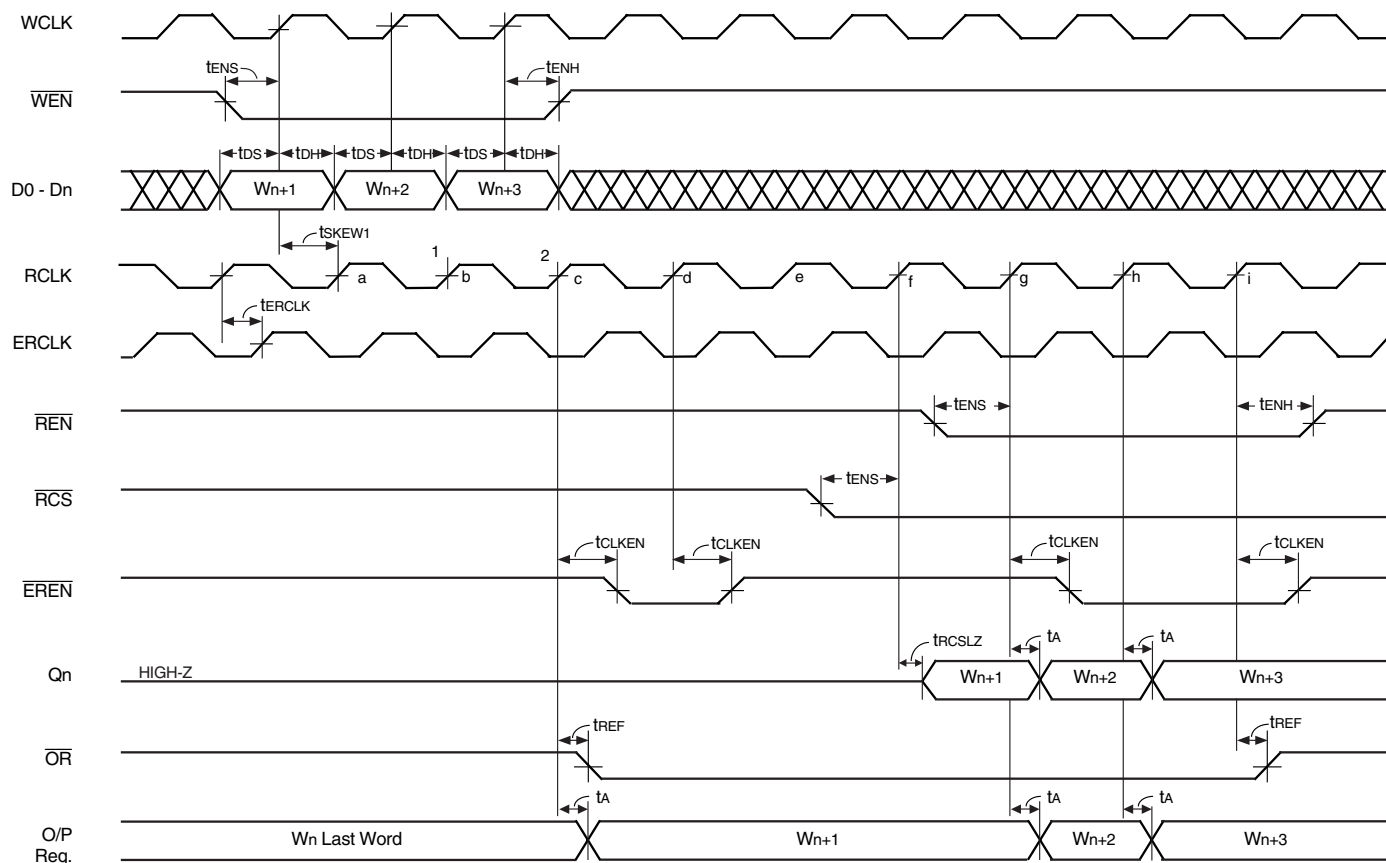 WCLK
tENS
tENH
WEN
tDS tDH tDS tDH tDS tDH
D0 - Dn Wn+1 Wn+2 Wn+3
tSKEW1
1 2
RCLK a b c d e f g h i
tERCLK
ERCLK
REN tENS tENH
RCS tENS
tCLKEN tCLKEN tCLKEN tCLKEN
EREN
tRCSLZ tA tA
Qn HIGH-Z Wn+1 Wn+2 Wn+3
tREF tREF
OR
tA tA tA
O/P Wn Last Word Wn+1 Wn+2 Wn+3
Reg.